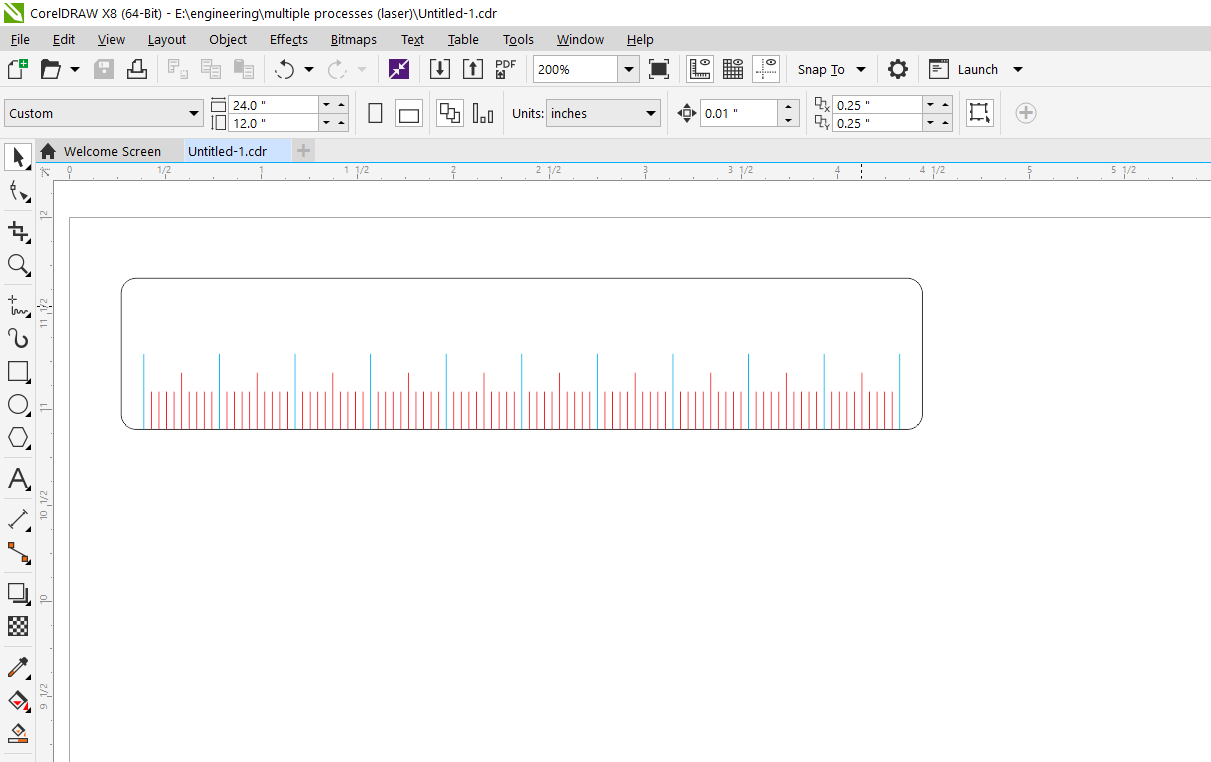 CorelDRAW X8 (64-Bit) - E:\engineering\multiple processes (laser)\Untitled-1.cdr
File Edit View Layout Object Effects Bitmaps Text Table Tools Window Help
PDF 200% Snap To Launch
Custom 24.0 " 12.0 " Units: inches 0.01 " 0.25 " 0.25 "
Welcome Screen Untitled-1.cdr
0 1/2 1 1 1/2 2 2 1/2 3 3 1/2 4 4 1/2 5 5 1/2
12
11 1/2
11
10 1/2
10
9 1/2